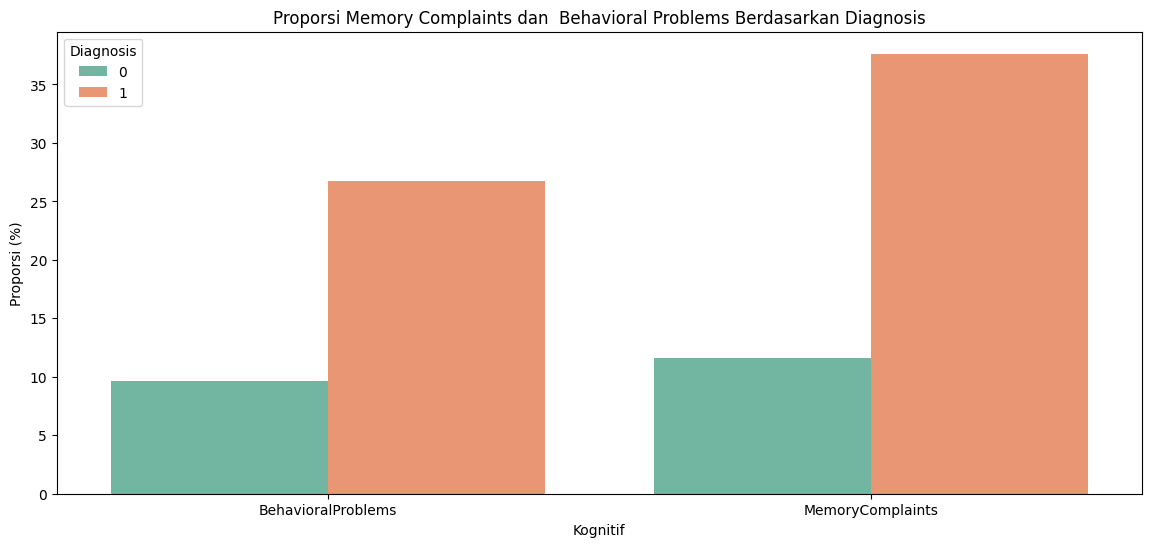 Proporsi Memory Complaints dan  Behavioral Problems Berdasarkan Diagnosis
Diagnosis
0
1
Proporsi (%)
35
30
25
20
15
10
5
0
BehavioralProblems
MemoryComplaints
Kognitif